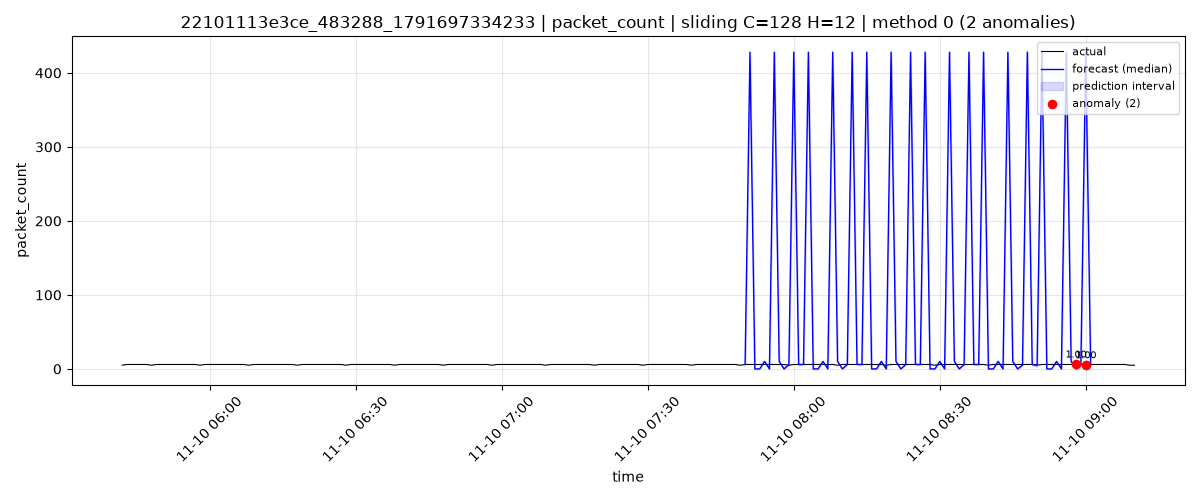 22101113e3ce_483288_1791697334233 | packet_count | sliding C=128 H=12 | method 0 (2 anomalies)
actual
forecast (median)
prediction interval
anomaly (2)
packet_count
400
300
200
100
0
11-10 06:00
11-10 06:30
11-10 07:00
11-10 07:30
11-10 08:00
11-10 08:30
11-10 09:00
time